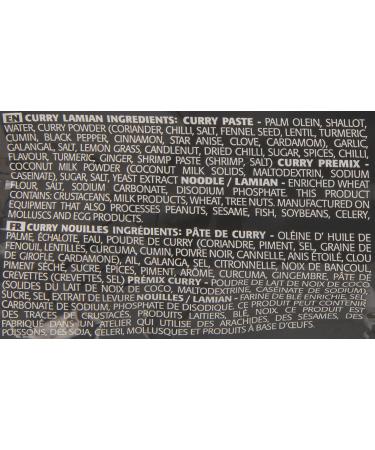 EN CURRY LAMIAN INGREDIENTS: CURRY PASTE - PALM OLEIN, SHALLOT,
WATER, CURRY POWDER (CORIANDER, CHILLI, SALT, FENNEL SEED, LENTIL, TURMERIC,
CUMIN, BLACK PEPPER, CINNAMON, STAR ANISE, CLOVE, CARDAMOM), GARLIC,
GALANGAL, SALT, LEMON GRASS, CANDLENUT, DRIED CHILLI, SUGAR, SPICES, CHILLI,
FLAVOUR, TURMERIC, GINGER, SHRIMP PASTE (SHRIMP, SALT) CURRY PREMIX -
COCONUT MILK POWDER (COCONUT MILK SOLIDS, MALTODEXTRIN, SODIUM
CASEINATE), SUGAR, SALT, YEAST EXTRACT NOODLE / LAMIAN - ENRICHED WHEAT
FLOUR, SALT, SODIUM CARBONATE, DISODIUM PHOSPHATE THIS PRODUCT
CONTAINS: CRUSTACEANS, MILK PRODUCTS, WHEAT, TREE NUTS. MANUFACTURED ON
THAT PROCESSES PEANUTS, SESAME, FISH, SOYBEANS, CELERY,
MOLLUSCS AND EGG PRODUCTS.
FR CURRY NOUILLES INGRÉDIENTS: PÂTE DE CURRY - OLÉINE D' HUILE DE
PALME, ÉCHALOTE, EAU, POUDRE DE CURRY (CORIANDRE, PIMENT, SEL, GRAINE DE
FENOUIL, LENTILLES, CURCUMA, CUMIN, POIVRE NOIR, CANNELLE, ANIS ÉTOILÉ, CLOU
DE GIROFLE, CARDAMOME), AIL, GALANGA, SEL, CITRONNELLE, NOIX DE BANCOUL,
PIMENT SÉCHÉ, SUCRE, ÉPICES, PIMENT, ARÔME, CURCUMA, GINGEMBRE, PÂTE DE
CREVETTES (CREVETTES, SEL) PRÉMIX CURRY - POUDRE DE LAIT DE NOIX DE COCO
(SOLIDES DU LAIT DE NOIX DE COCO, MALTODEXTRINE, CASÉINATE DE SODIUM),
SUCRE, SEL, EXTRAIT DE LEVURE NOUILLES / LAMIAN - FARINE DE BLÉ ENRICHIE, SEL,
CARBONATE DE SODIUM, PHOSPHATE DE DISODIQUE. CE PRODUIT PEUT CONTENIR
DES TRACES DE CRUSTACÉS, PRODUITS LAITIERS, BLÉ, NOIX. CE PRODUIT EST
FABRIQUÉ DANS UN ATELIER QUI UTILISE DES ARACHIDES, DES SÉSAMES, DES
POISSONS, DES SOJA, CÉLERI, MOLLUSQUES ET PRODUITS À BASE D'ŒUFS.